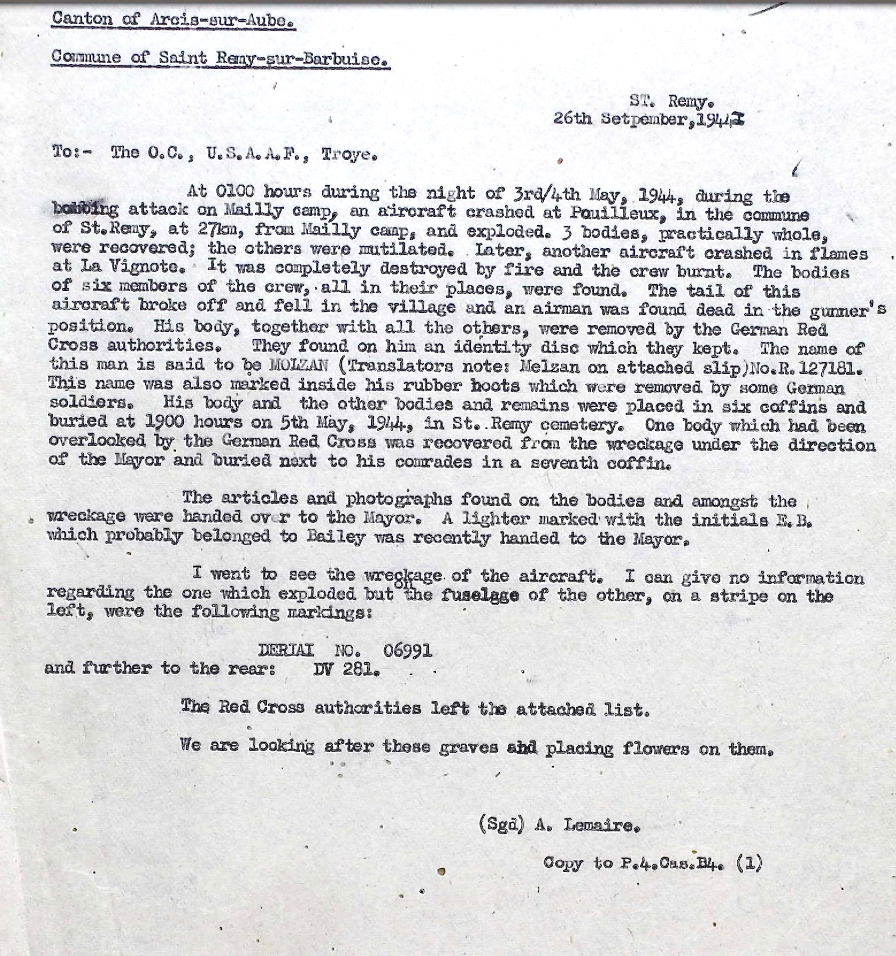 Canton of Arcis-sur-Aube.
Commune of Saint Remy-sur-Barbuise.
ST. Remy.
26th Setpember,1944
To:- The O.C., U.S.A.A.F., Troye.
At 0100 hours during the night of 3rd/4th May, 1944, during the
bombing attack on Mailly camp, an aircraft crashed at Pouilleux, in the commune
of St.Remy, at 27km, from Mailly camp, and exploded. 3 bodies, practically whole,
were recovered; the others were mutilated. Later, another aircraft crashed in flames
at La Vignote. It was completely destroyed by fire and the crew burnt. The bodies
of six members of the crew, all in their places, were found. The tail of this
aircraft broke off and fell in the village and an airman was found dead in the gunner's
position. His body, together with all the others, were removed by the German Red
Cross authorities. They found on him an identity disc which they kept. The name of
this man is said to be MOLZAN (Translators note: Melzan on attached slip)No.R.127181.
This name was also marked inside his rubber boots which were removed by some German
soldiers. His body and the other bodies and remains were placed in six coffins and
buried at 1900 hours on 5th May, 1944, in St. Remy cemetery. One body which had been
overlooked by the German Red Cross was recovered from the wreckage under the direction
of the Mayor and buried next to his comrades in a seventh coffin.
The articles and photographs found on the bodies and amongst the
wreckage were handed over to the Mayor. A lighter marked with the initials E.B.
which probably belonged to Bailey was recently handed to the Mayor.
I went to see the wreckage of the aircraft. I can give no information
regarding the one which exploded but on the fuselage of the other, on a stripe on the
left, were the following markings:
DERIAI NO. 06991
and further to the rear: DV 281.
The Red Cross authorities left the attached list.
We are looking after these graves and placing flowers on them.
(Sgd) A. Lemaire.
Copy to P.4.Cas.B4. (1)